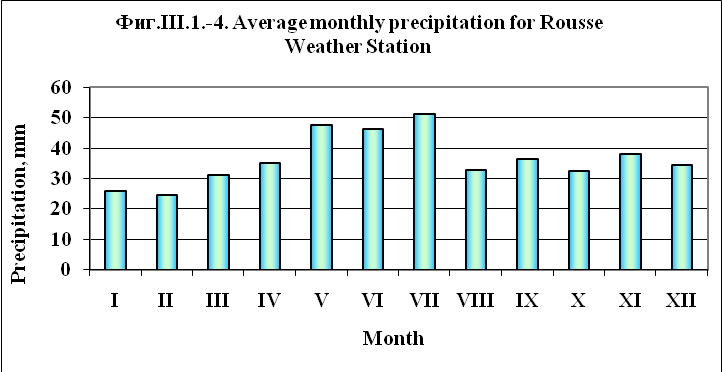 Фиг.III.1.-4. Average monthly precipitation for Rousse
Weather Station
60
50
40
30
20
10
0
Precipitation, mm
I II III IV V VI VII VIII IX X XI XII
Month